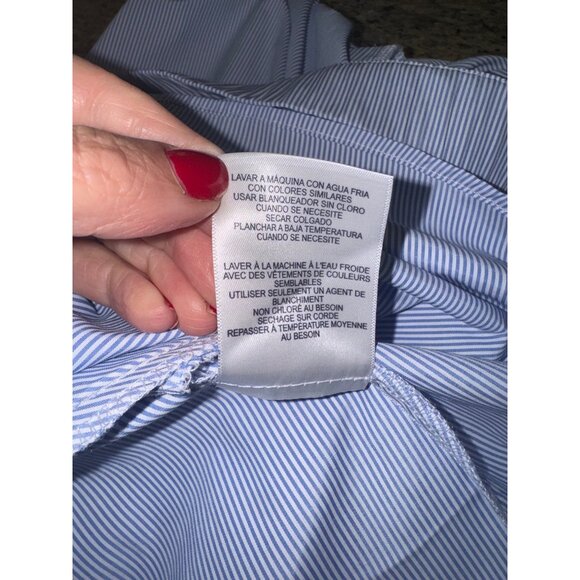 LAVAR A MÁQUINA CON AGUA FRIA
CON COLORES SIMILARES
USAR BLANQUEADOR SIN CLORO
CUANDO SE NECESITE
SECAR COLGADO
PLANCHAR A BAJA TEMPERATURA
CUANDO SE NECESITE
LAVER À LA MACHINE À L'EAU FROIDE
AVEC DES VÊTEMENTS DE COULEURS
SEMBLABLES
UTILISER SEULEMENT UN AGENT DE
BLANCHIMENT
NON CHLORÉ AU BESOIN
SECHAGE SUR CORDE
REPASSER À TEMPÉRATURE MOYENNE
AU BESOIN